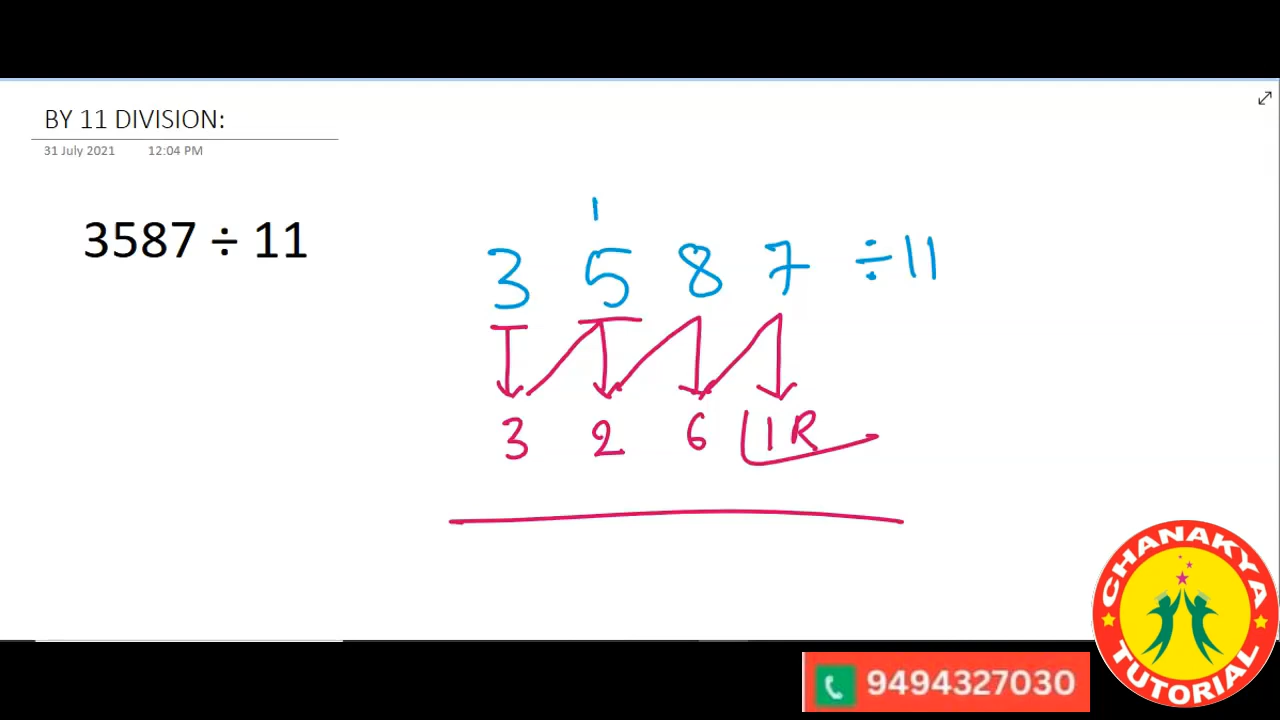 BY 11 DIVISION:
31 July 2021 12:04 PM
3587 ÷ 11
1
3 5 8 7 ÷11
3 2 6 1 R
CHANAKYA
TUTORIAL
9494327030